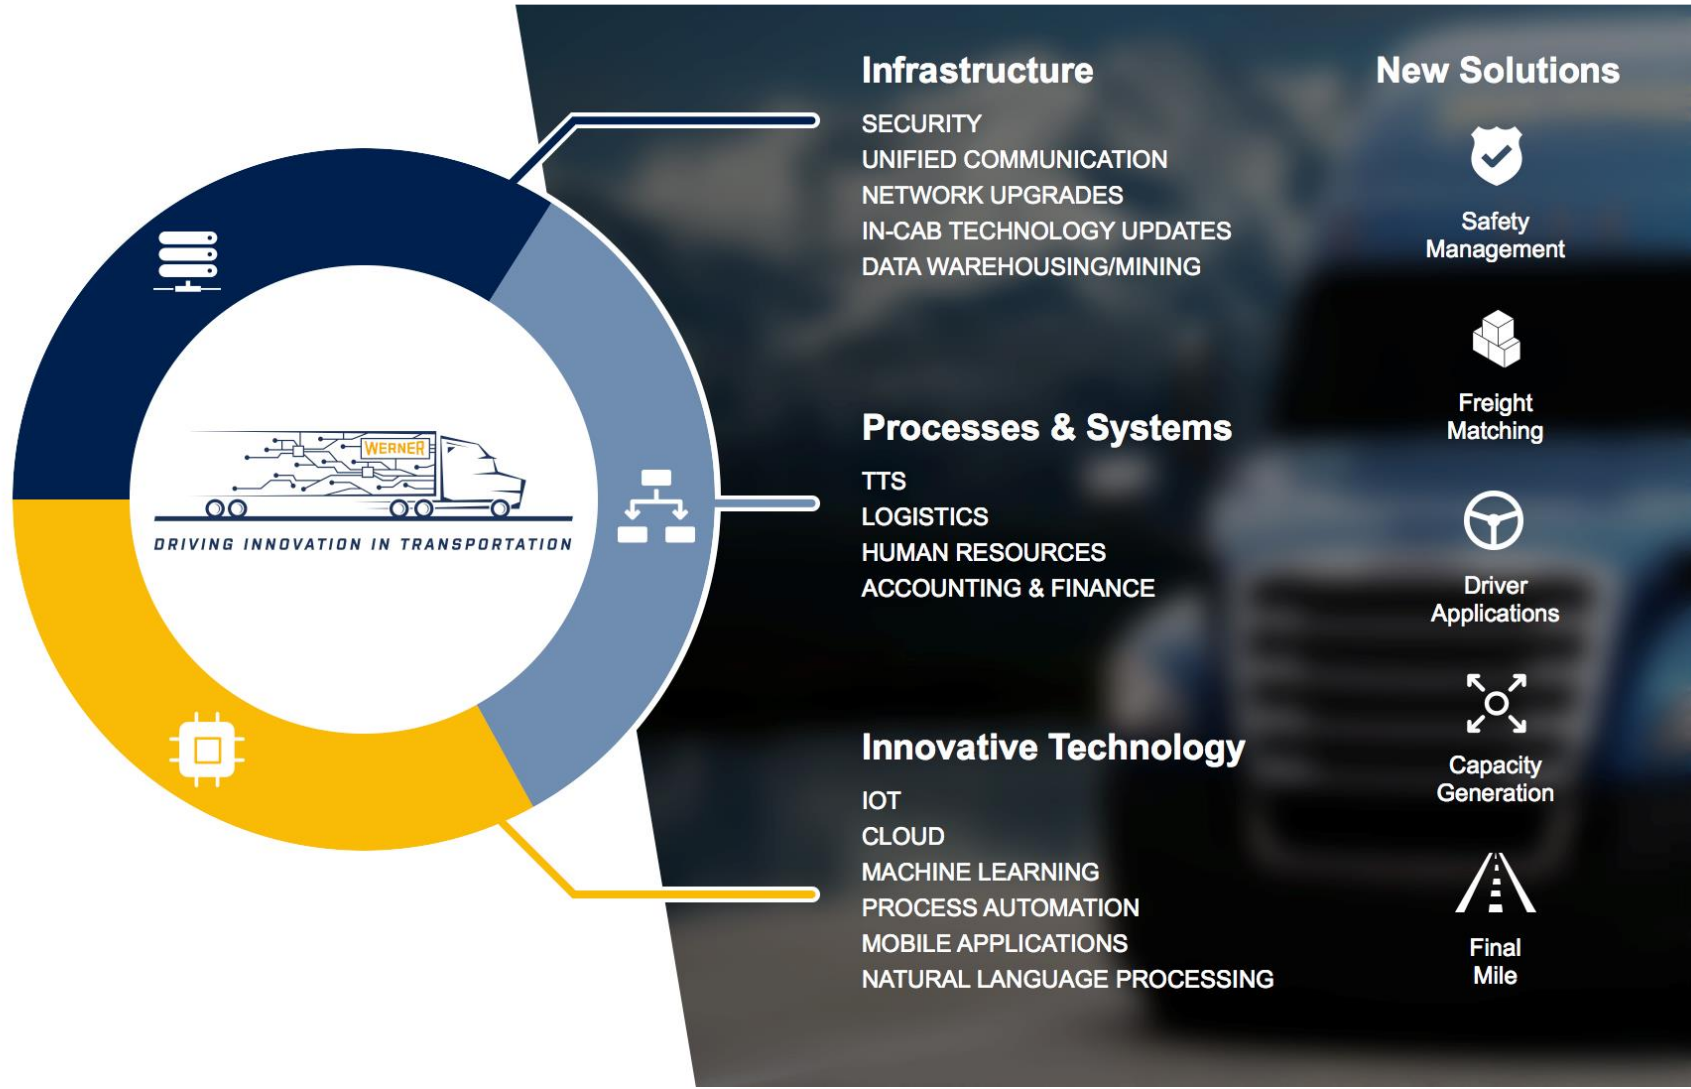 WERNER
DRIVING INNOVATION IN TRANSPORTATION
Infrastructure
SECURITY
UNIFIED COMMUNICATION
NETWORK UPGRADES
IN-CAB TECHNOLOGY UPDATES
DATA WAREHOUSING/MINING
Processes & Systems
TTS
LOGISTICS
HUMAN RESOURCES
ACCOUNTING & FINANCE
Innovative Technology
IOT
CLOUD
MACHINE LEARNING
PROCESS AUTOMATION
MOBILE APPLICATIONS
NATURAL LANGUAGE PROCESSING
New Solutions
Safety
Management
Freight
Matching
Driver
Applications
Capacity
Generation
Final
Mile